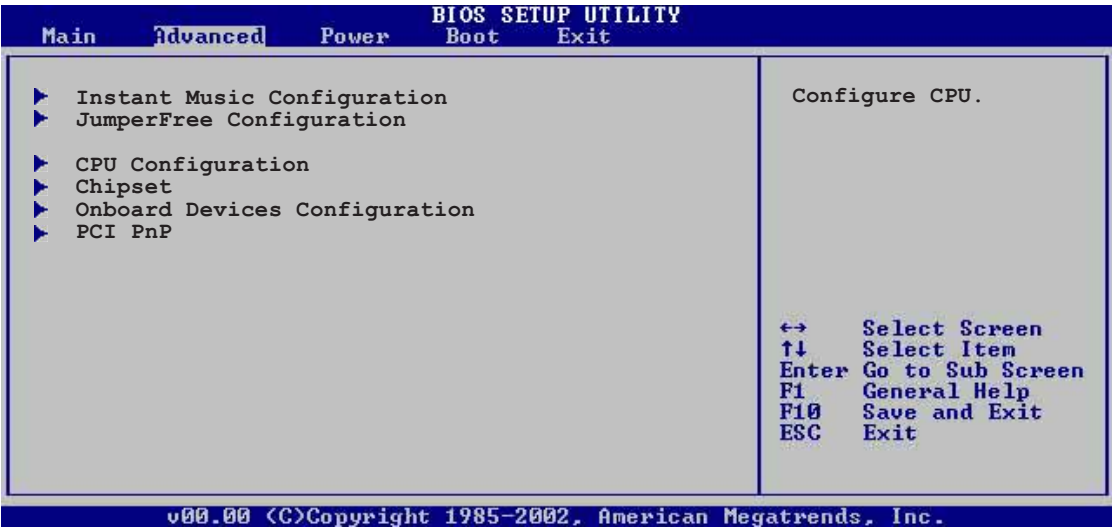 BIOS SETUP UTILITY
Main Advanced Power Boot Exit
Instant Music Configuration
JumperFree Configuration
CPU Configuration
Chipset
Onboard Devices Configuration
PCI PnP
Configure CPU.
←→ Select Screen
↑↓ Select Item
Enter Go to Sub Screen
F1 General Help
F10 Save and Exit
ESC Exit
v00.00 (C)Copyright 1985-2002, American Megatrends, Inc.